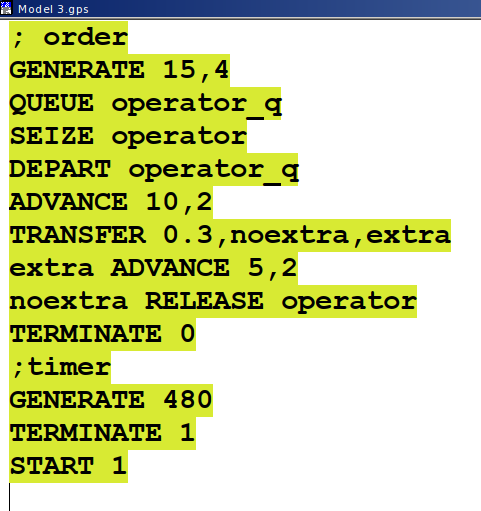 Model 3.gps
; order
GENERATE 15,4
QUEUE operator_q
SEIZE operator
DEPART operator_q
ADVANCE 10,2
TRANSFER 0.3,noextra,extra
extra ADVANCE 5,2
noextra RELEASE operator
TERMINATE 0
;timer
GENERATE 480
TERMINATE 1
START 1